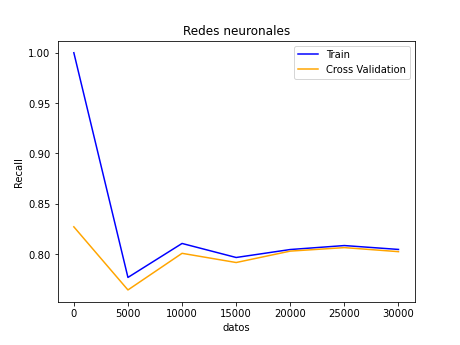 Redes neuronales
Train
Cross Validation
1.00
0.95
0.90
0.85
0.80
Recall
0 5000 10000 15000 20000 25000 30000
datos